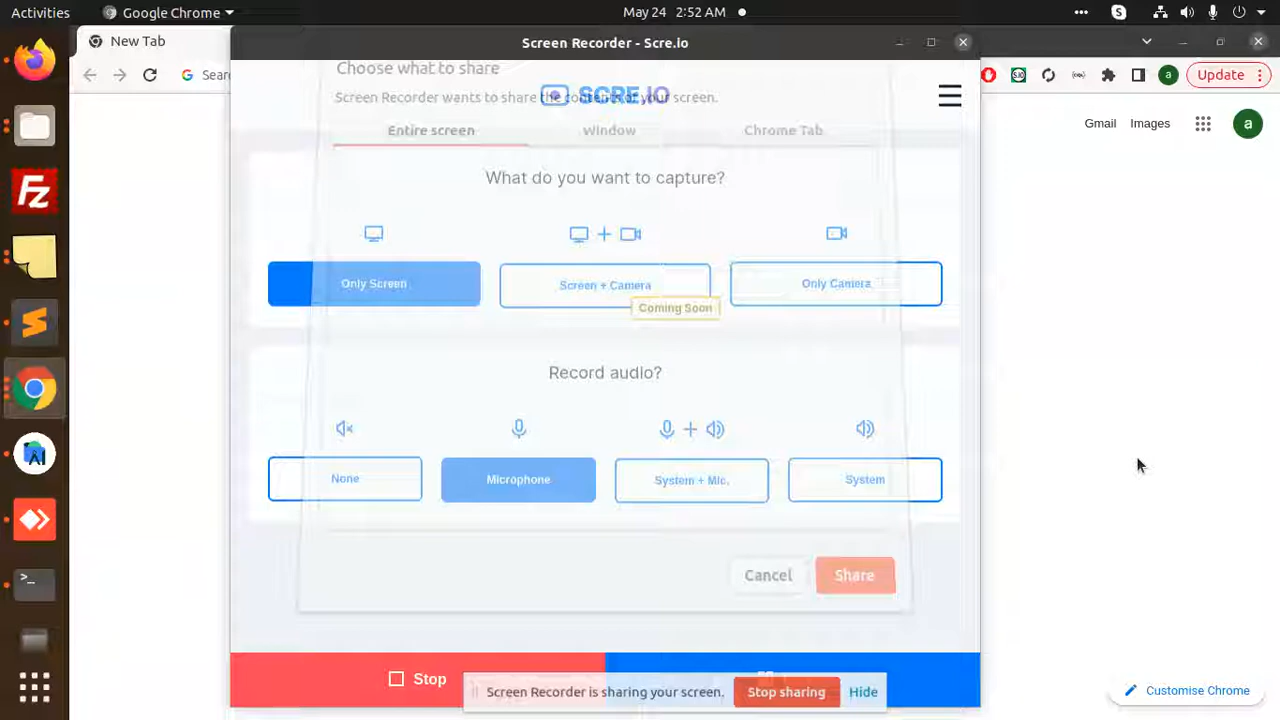 Activities
Google Chrome
May 24 2:52 AM
New Tab
Screen Recorder - Scre.io
Sear
a
Update
Choose what to share
SCRE.IO
Screen Recorder wants to share the contents of your screen.
Gmail
Images
a
Entire screen
Window
Chrome Tab
What do you want to capture?
Only Screen
Screen + Camera
Only Camera
Coming Soon
Record audio?
None
Microphone
System + Mic.
System
Cancel
Share
Stop
Screen Recorder is sharing your screen.
Stop sharing
Hide
Customise Chrome